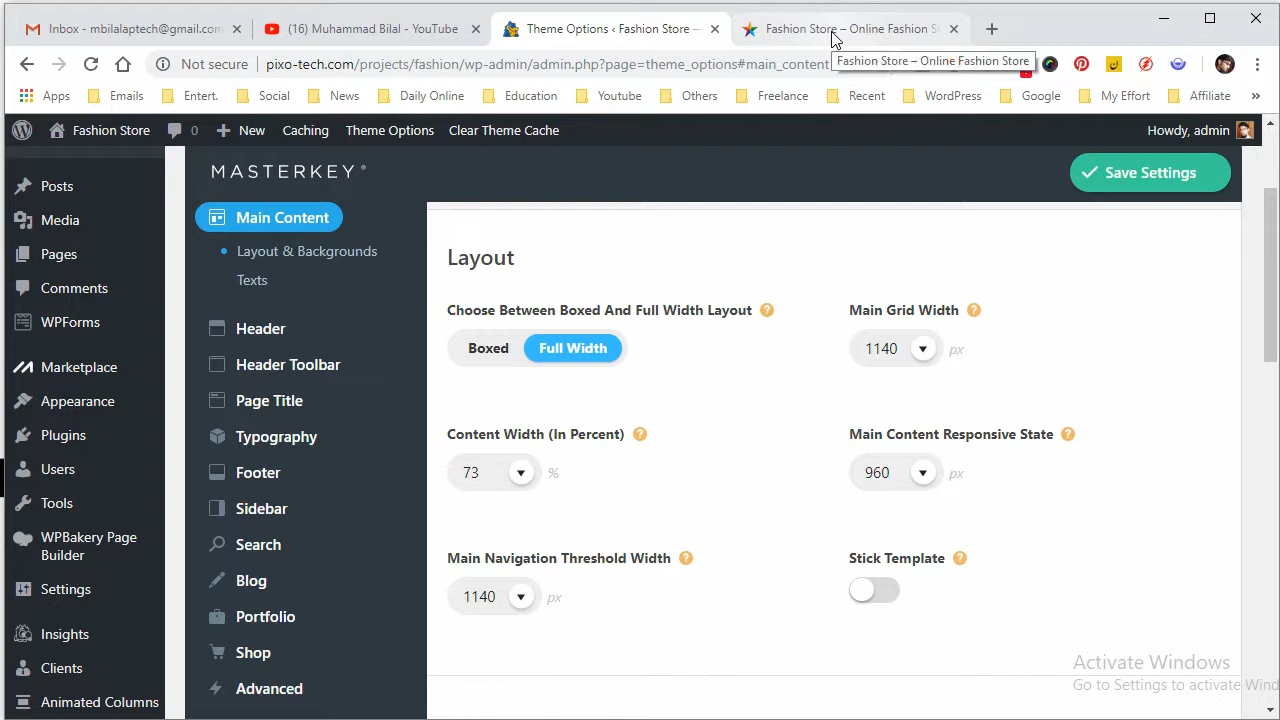 Inbox - mbilalaptech@gmail.com
(16) Muhammad Bilal - YouTube
Theme Options ‹ Fashion Store —
Fashion Store – Online Fashion S
Not secure
pixo-tech.com/projects/fashion/wp-admin/admin.php?page=theme_options#main_content
Fashion Store – Online Fashion Store
Apps
Emails
Entert.
Social
News
Daily Online
Education
Youtube
Others
Freelance
Recent
WordPress
Google
My Effort
Affiliate
»
Fashion Store
0
New
Caching
Theme Options
Clear Theme Cache
Howdy, admin
Posts
Media
Pages
Comments
WPForms
Marketplace
Appearance
Plugins
Users
Tools
WPBakery Page
Builder
Settings
Insights
Clients
Animated Columns
MASTERKEY
Save Settings
Main Content
Layout & Backgrounds
Texts
Header
Header Toolbar
Page Title
Typography
Footer
Sidebar
Search
Blog
Portfolio
Shop
Advanced
Layout
Choose Between Boxed And Full Width Layout ?
Boxed
Full Width
Main Grid Width ?
1140
px
Content Width (In Percent) ?
73
%
Main Content Responsive State ?
960
px
Main Navigation Threshold Width ?
1140
px
Stick Template ?
Activate Windows
Go to Settings to activate Wind